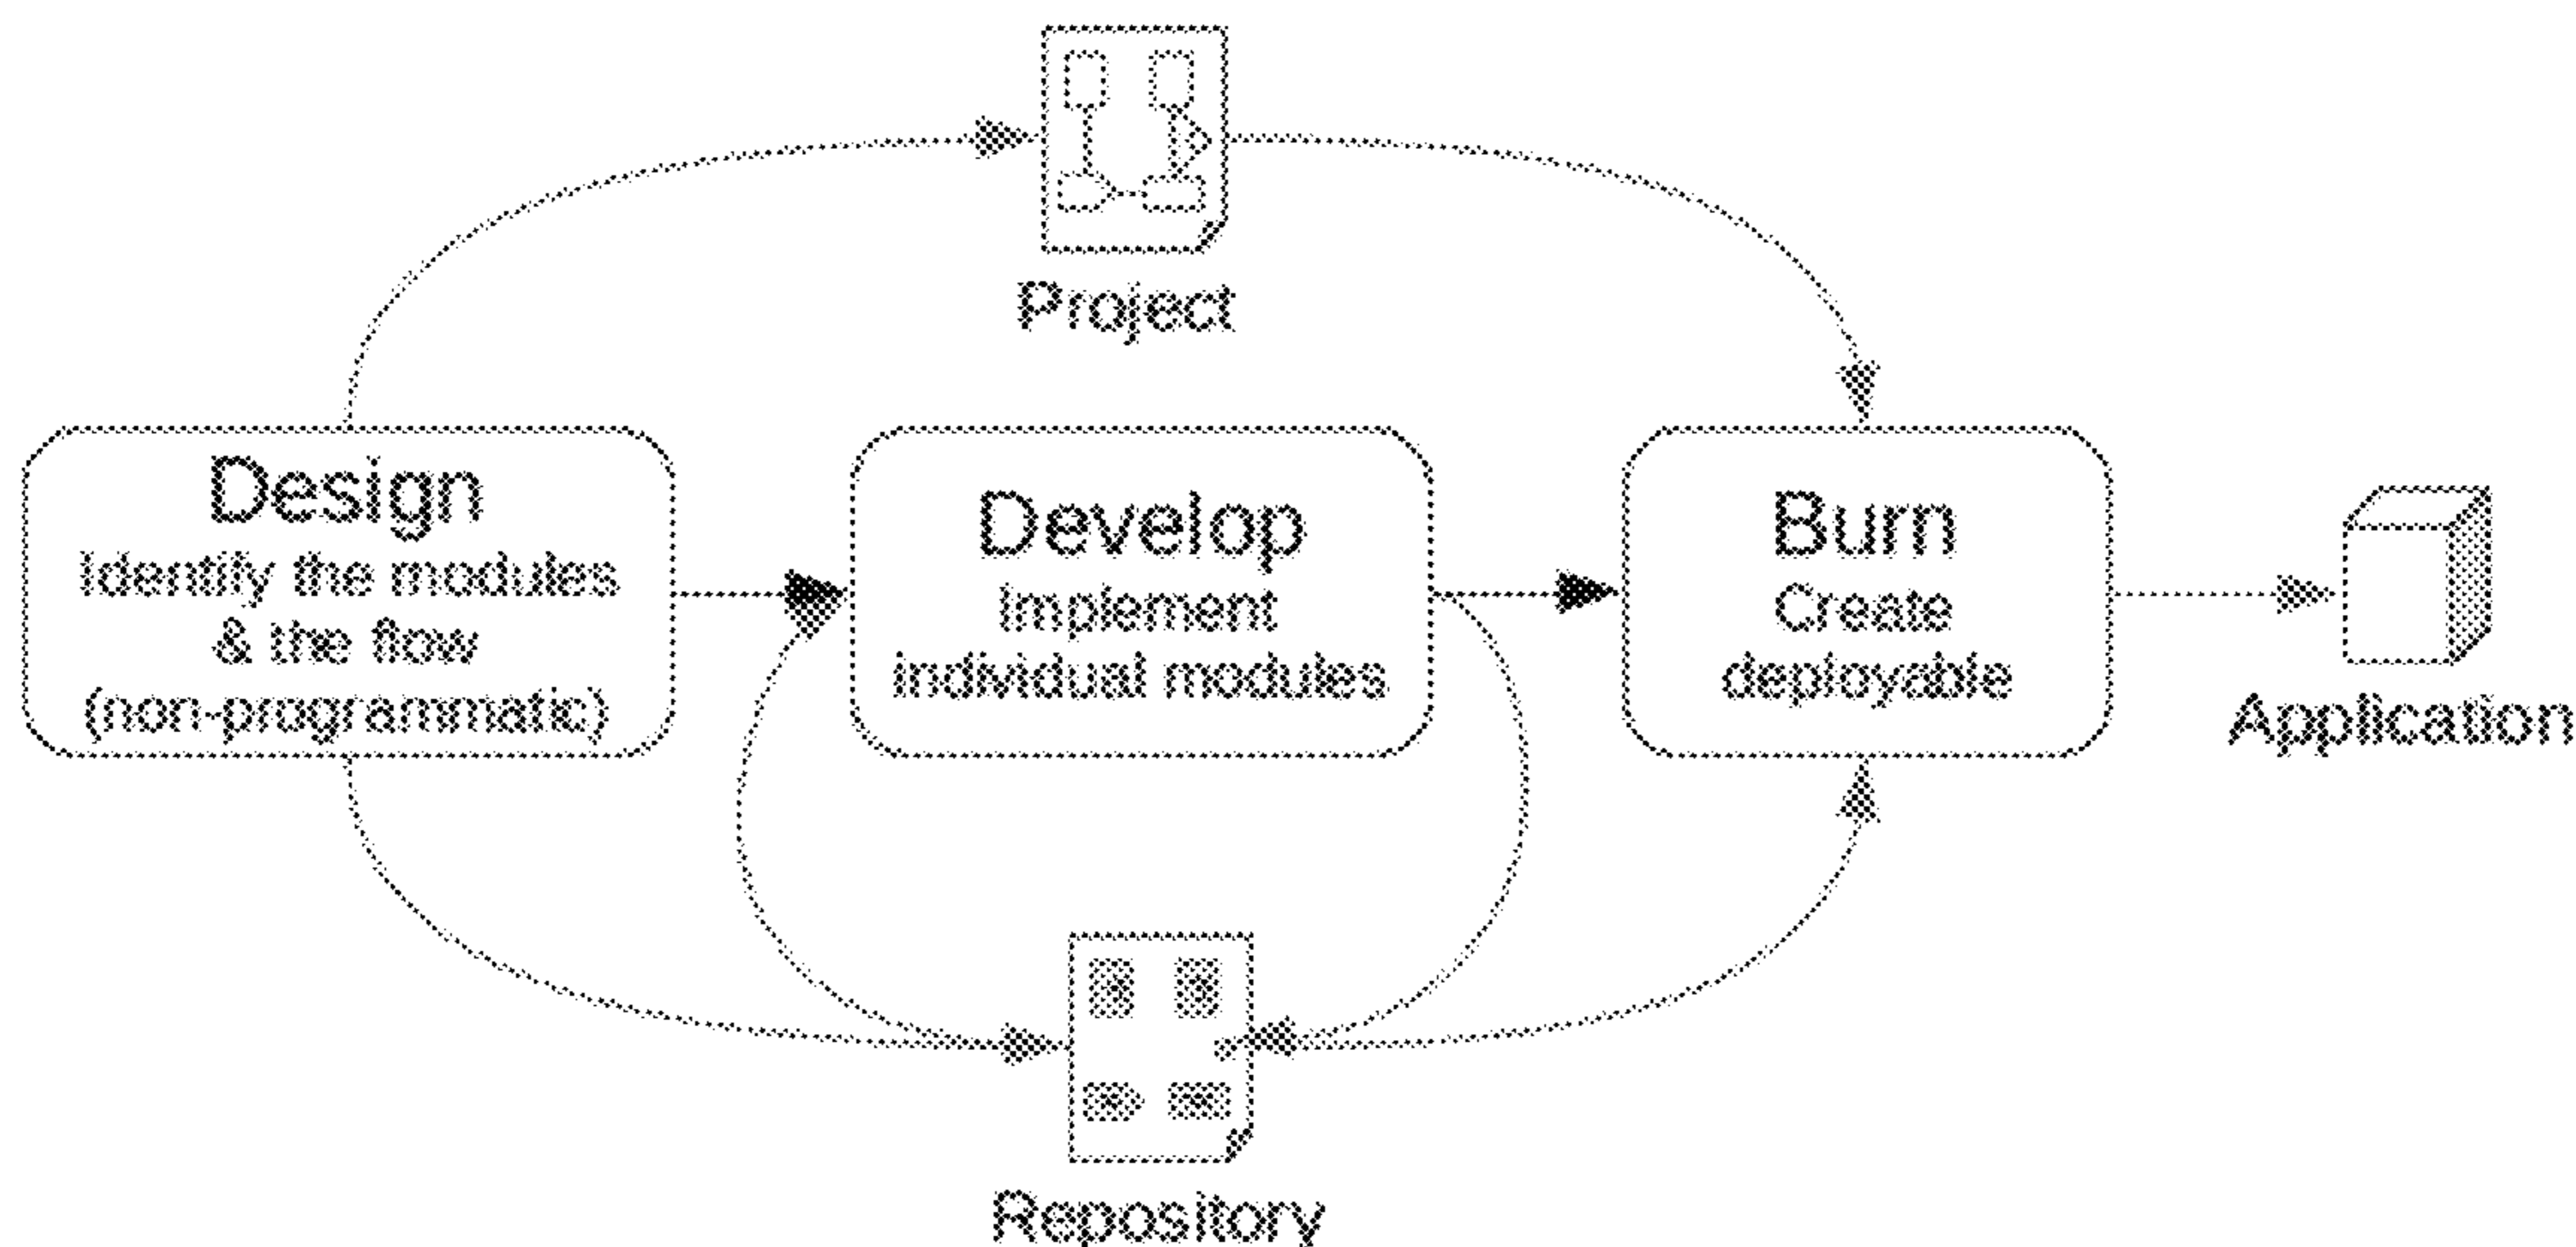 Project
Design
Identify the modules
& the flow
(non-programmatic)
Develop
Implement
individual modules
Burn
Create
deployable
Application
Repository